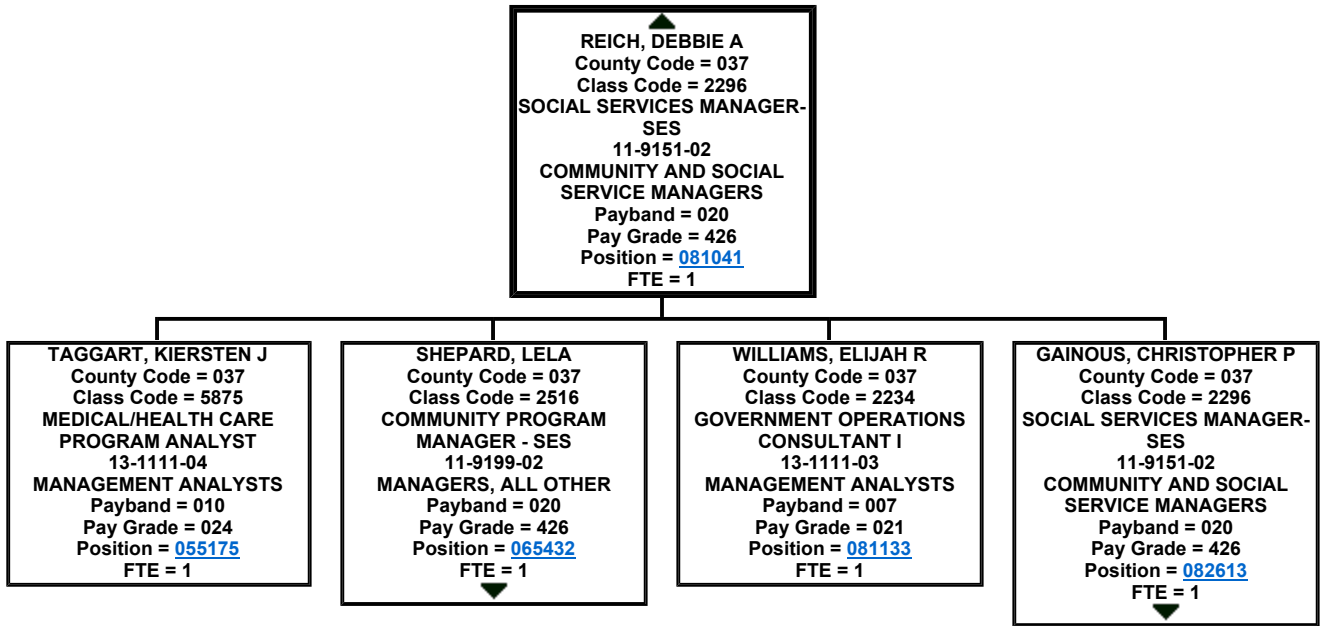 REICH, DEBBIE A
County Code = 037
Class Code = 2296
SOCIAL SERVICES MANAGER-
SES
11-9151-02
COMMUNITY AND SOCIAL
SERVICE MANAGERS
Payband = 020
Pay Grade = 426
Position = 081041
FTE = 1
TAGGART, KIERSTEN J
County Code = 037
Class Code = 5875
MEDICAL/HEALTH CARE
PROGRAM ANALYST
13-1111-04
MANAGEMENT ANALYSTS
Payband = 010
Pay Grade = 024
Position = 055175
FTE = 1
SHEPARD, LELA
County Code = 037
Class Code = 2516
COMMUNITY PROGRAM
MANAGER - SES
11-9199-02
MANAGERS, ALL OTHER
Payband = 020
Pay Grade = 426
Position = 065432
FTE = 1
WILLIAMS, ELIJAH R
County Code = 037
Class Code = 2234
GOVERNMENT OPERATIONS
CONSULTANT I
13-1111-03
MANAGEMENT ANALYSTS
Payband = 007
Pay Grade = 021
Position = 081133
FTE = 1
GAINOUS, CHRISTOPHER P
County Code = 037
Class Code = 2296
SOCIAL SERVICES MANAGER-
SES
11-9151-02
COMMUNITY AND SOCIAL
SERVICE MANAGERS
Payband = 020
Pay Grade = 426
Position = 082613
FTE = 1